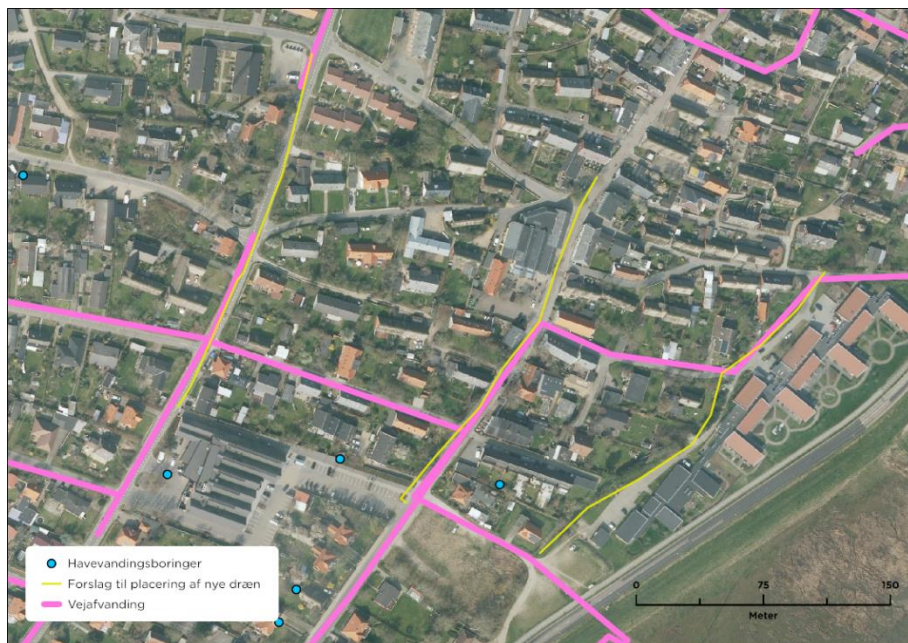 Havevandingsboringer
Forslag til placering af nye dræn
Vejafvanding
0 75 150
Meter